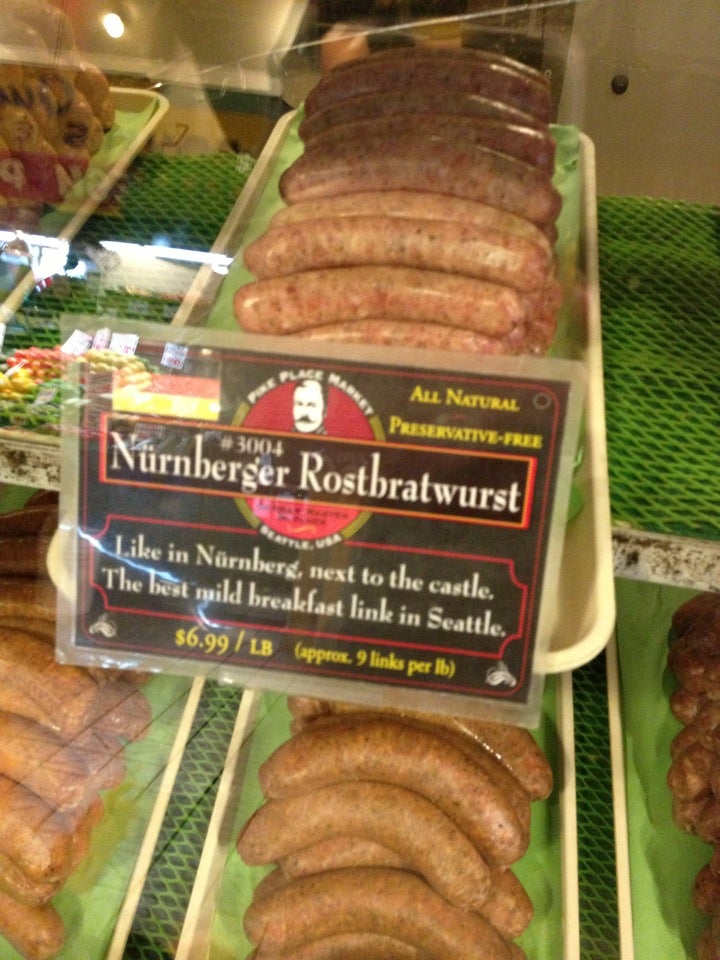 PIKE PLACE MARKET
ALL NATURAL
PRESERVATIVE-FREE
#3004
Nürnberger Rostbratwurst
SEATTLE, USA
Like in Nürnberg, next to the castle.
The best mild breakfast link in Seattle.
$6.99 / LB (approx. 9 links per lb)